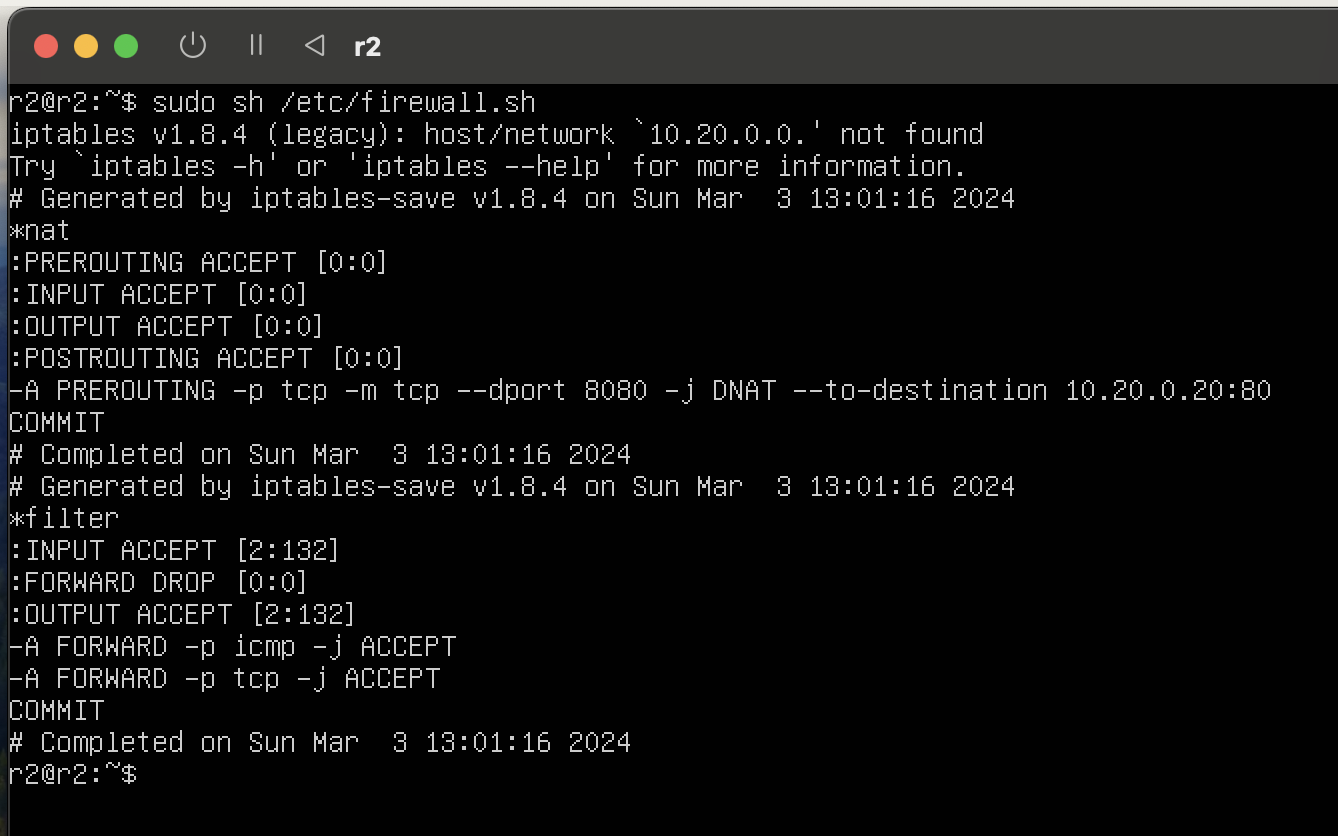 r2
r2@r2:~$ sudo sh /etc/firewall.sh
iptables v1.8.4 (legacy): host/network `10.20.0.0.' not found
Try `iptables -h' or 'iptables --help' for more information.
# Generated by iptables-save v1.8.4 on Sun Mar  3 13:01:16 2024
*nat
:PREROUTING ACCEPT [0:0]
:INPUT ACCEPT [0:0]
:OUTPUT ACCEPT [0:0]
:POSTROUTING ACCEPT [0:0]
-A PREROUTING -p tcp -m tcp --dport 8080 -j DNAT --to-destination 10.20.0.20:80
COMMIT
# Completed on Sun Mar  3 13:01:16 2024
# Generated by iptables-save v1.8.4 on Sun Mar  3 13:01:16 2024
*filter
:INPUT ACCEPT [2:132]
:FORWARD DROP [0:0]
:OUTPUT ACCEPT [2:132]
-A FORWARD -p icmp -j ACCEPT
-A FORWARD -p tcp -j ACCEPT
COMMIT
# Completed on Sun Mar  3 13:01:16 2024
r2@r2:~$